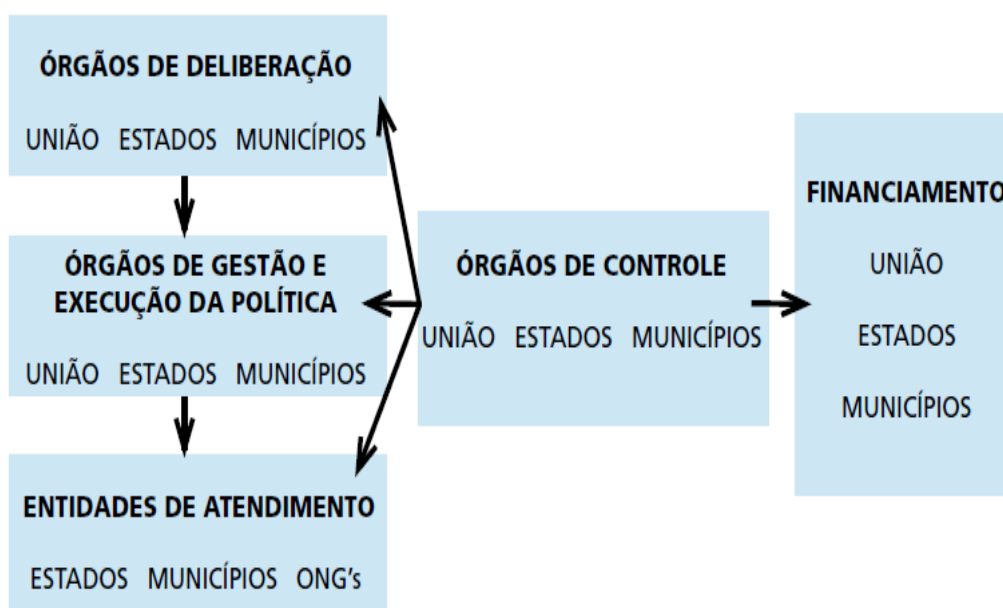 ÓRGÃOS DE DELIBERAÇÃO
UNIÃO ESTADOS MUNICÍPIOS
ÓRGÃOS DE GESTÃO E
EXECUÇÃO DA POLÍTICA
UNIÃO ESTADOS MUNICÍPIOS
ENTIDADES DE ATENDIMENTO
ESTADOS MUNICÍPIOS ONG's
ÓRGÃOS DE CONTROLE
UNIÃO ESTADOS MUNICÍPIOS
FINANCIAMENTO
UNIÃO
ESTADOS
MUNICÍPIOS